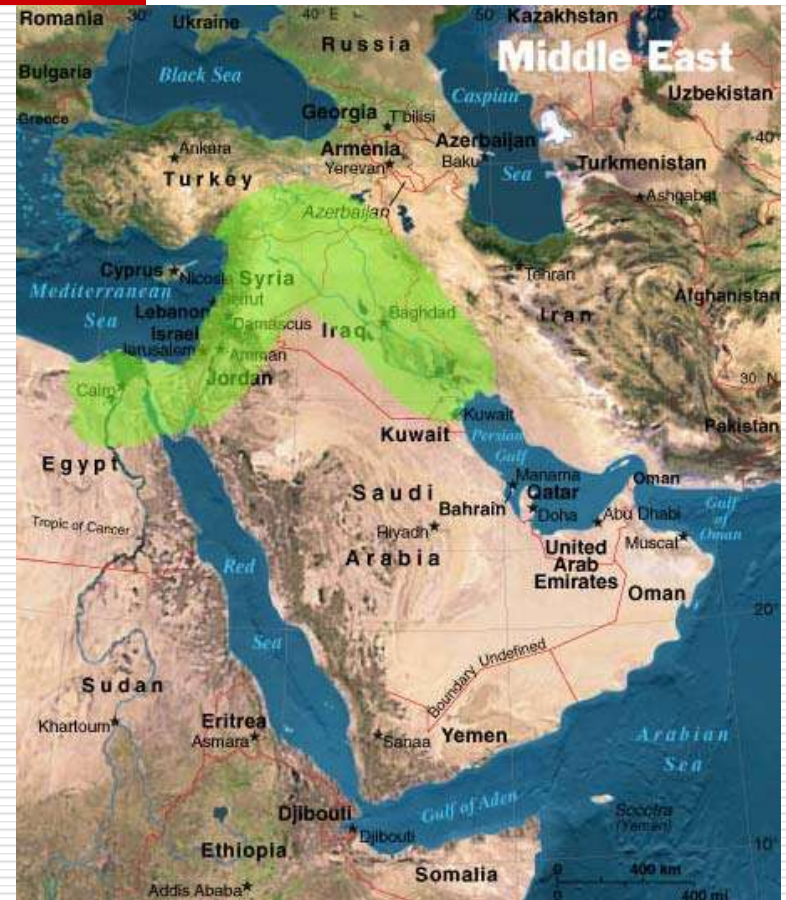 Romania
30°
Ukraine
40° E
50
Kazakhstan
60
Russia
Middle East
Bulgaria
Black Sea
Caspian
Sea
Uzbekistan
Greece
Georgia
T'bilisi
Ankara
Armenia
Yerevan
Azerbaijan
Baku
40°
Turkmenistan
Turkey
Ashgabat
Azerbaijan
Cyprus
Nicosia
Syria
Tehran
Mediterranean
Sea
Beirut
Lebanon
Afghanistan
Israel
Damascus
Iraq
Baghdad
Iran
Jerusalem
Amman
Jordan
30 N
Cairo
Kuwait
Kuwait
Persian
Gulf
Pakistan
Egypt
Manama
Oman
Saudi
Arabia
Bahrain
Qatar
Doha
Abu Dhabi
Gulf
of
Oman
Tropic of Cancer
Riyadh
United
Arab
Emirates
Muscat
Oman
Red
Sea
20°
Boundary Undefined
Sudan
Khartoum
Eritrea
Asmara
Sanaa
Yemen
Arabian
Sea
Djibouti
Djibouti
Gulf of Aden
Socotra
(Yemen)
10°
Ethiopia
Somalia
Addis Ababa
0
400 km
0
400 mi